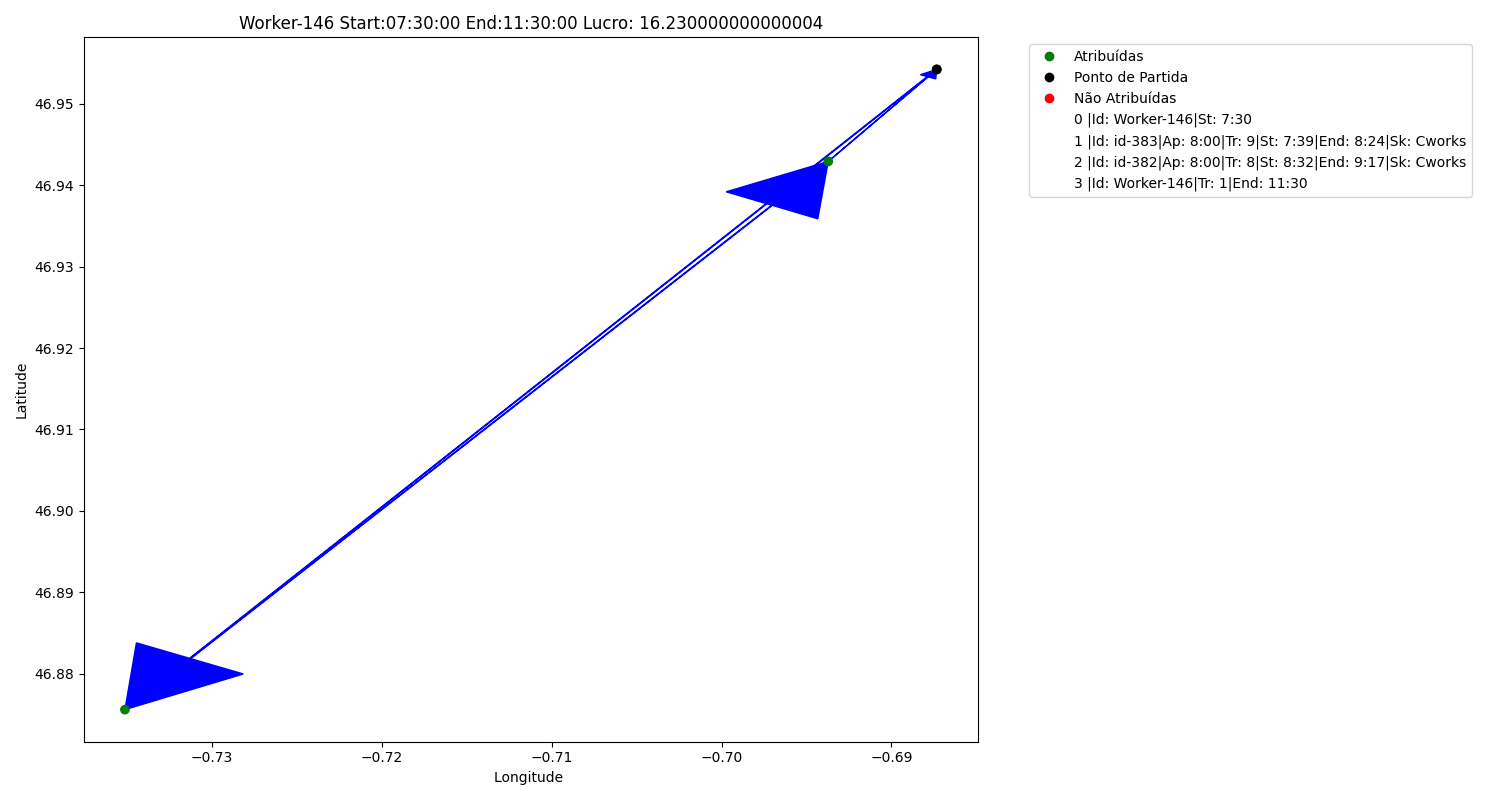 Worker-146 Start:07:30:00 End:11:30:00 Lucro: 16.230000000000004
Atribuídas
Ponto de Partida
Não Atribuídas
0 |Id: Worker-146|St: 7:30
1 |Id: id-383|Ap: 8:00|Tr: 9|St: 7:39|End: 8:24|Sk: Cworks
2 |Id: id-382|Ap: 8:00|Tr: 8|St: 8:32|End: 9:17|Sk: Cworks
3 |Id: Worker-146|Tr: 1|End: 11:30
46.95
46.94
46.93
46.92
46.91
46.90
46.89
46.88
Latitude
−0.73 −0.72 −0.71 −0.70 −0.69
Longitude